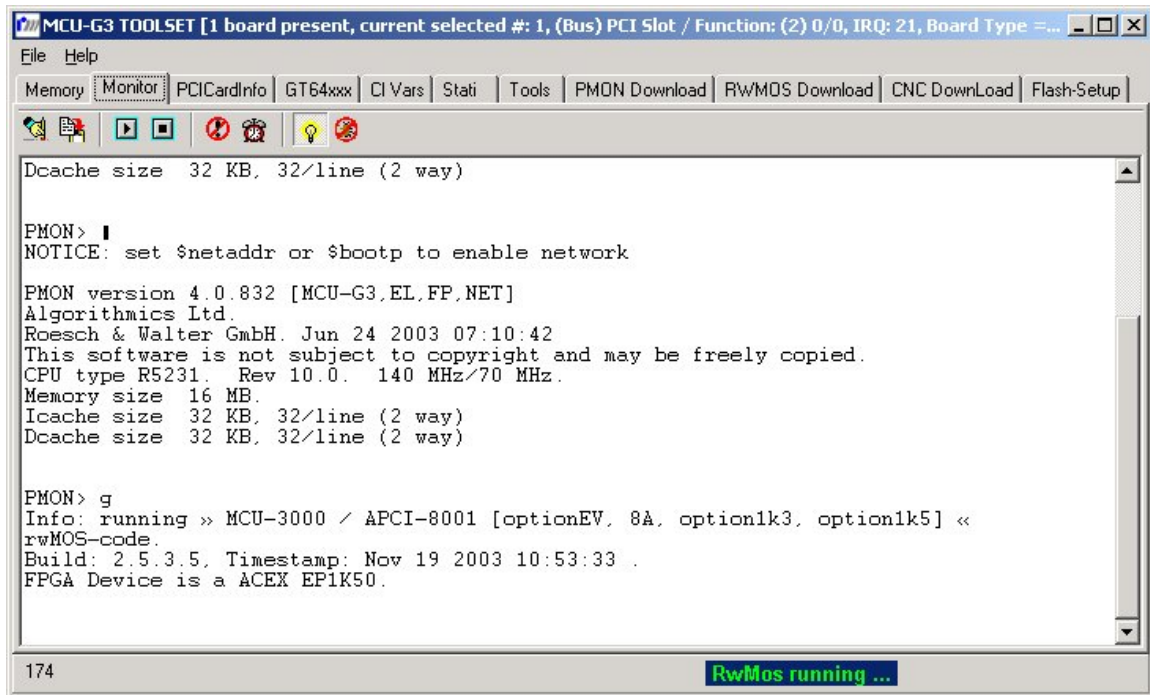 MCU-G3 TOOLSET [1 board present, current selected #: 1, (Bus) PCI Slot / Function: (2) 0/0, IRQ: 21, Board Type =...
File Help
Memory Monitor PCICardInfo GT64xxx CI Vars Stati Tools PMON Download RWMOS Download CNC DownLoad Flash-Setup
Dcache size 32 KB, 32/line (2 way)
PMON>
NOTICE: set $netaddr or $bootp to enable network
PMON version 4.0.832 [MCU-G3,EL,FP,NET]
Algorithmics Ltd.
Roesch & Walter GmbH. Jun 24 2003 07:10:42
This software is not subject to copyright and may be freely copied.
CPU type R5231. Rev 10.0. 140 MHz/70 MHz.
Memory size 16 MB.
Icache size 32 KB, 32/line (2 way)
Dcache size 32 KB, 32/line (2 way)
PMON> g
Info: running » MCU-3000 / APCI-8001 [optionEV, 8A, option1k3, option1k5] «
rwMOS-code.
Build: 2.5.3.5, Timestamp: Nov 19 2003 10:53:33 .
FPGA Device is a ACEX EP1K50.
174
RwMos running ...